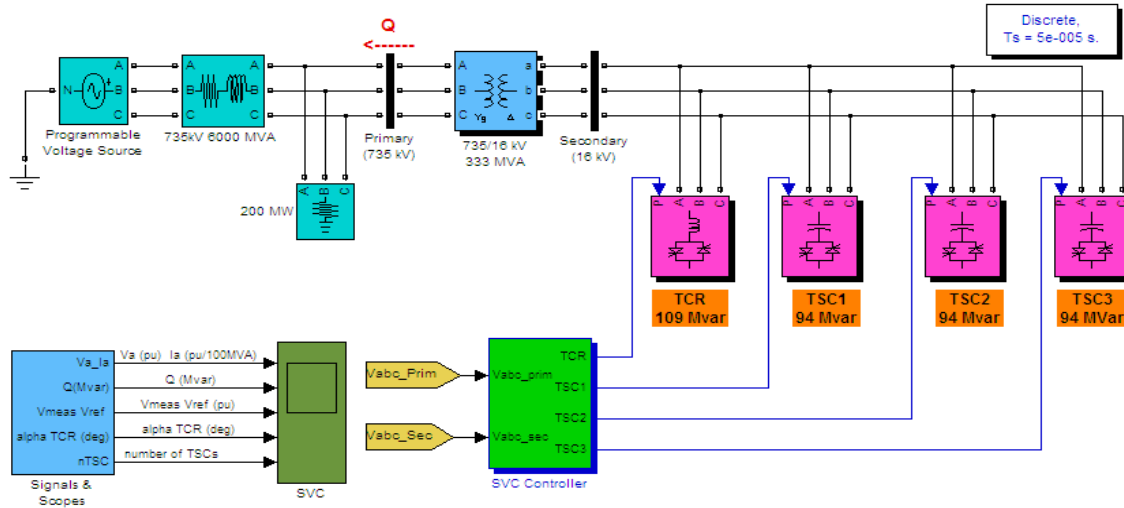 Discrete,
Ts = 5e-005 s.
Q
<------
N
A
B
C
A
B
C
A
B
C
A
B
C
Yg
Δ
a
b
c
Programmable
Voltage Source
735kV 6000 MVA
Primary
(735 kV)
735/16 kV
333 MVA
Secondary
(16 kV)
A B C
200 MW
P A B C
P A B C
P A B C
P A B C
TCR
109 Mvar
TSC1
94 Mvar
TSC2
94 Mvar
TSC3
94 MVar
Va_Ia
Q(Mvar)
Vmeas Vref
alpha TCR (deg)
nTSC
Signals &
Scopes
Va (pu) Ia (pu/100MVA)
Q (Mvar)
Vmeas Vref (pu)
alpha TCR (deg)
number of TSCs
SVC
Vabc_Prim
Vabc_Sec
Vabc_prim
Vabc_sec
TCR
TSC1
TSC2
TSC3
SVC Controller